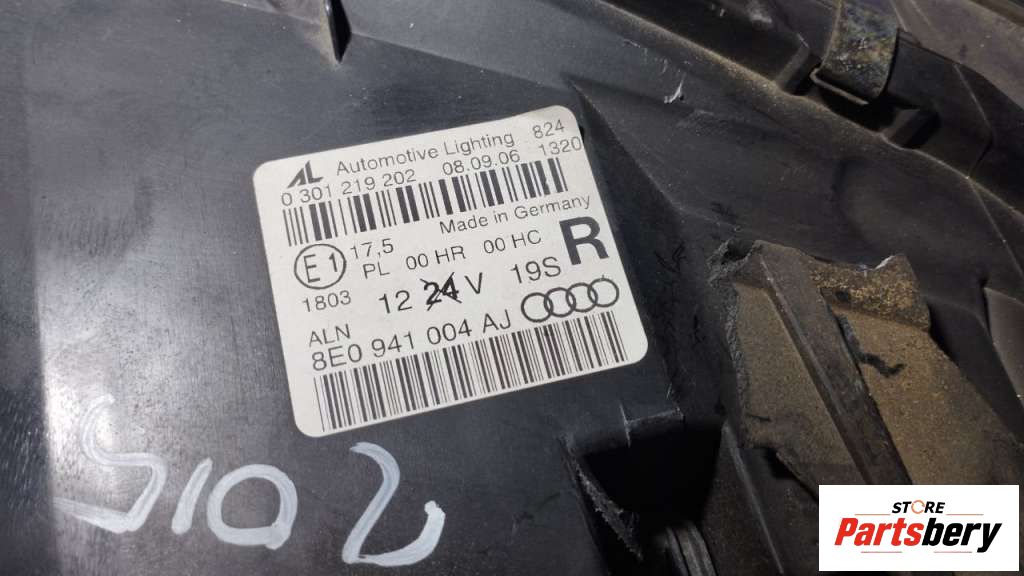 AL Automotive Lighting 824
0 301 219 202 08.09.06 1320
Made in Germany
E1 17,5
PL 00 HR 00 HC R
1803 12 24 V 19S
ALN
8E0 941 004 AJ
STORE
Partsbery